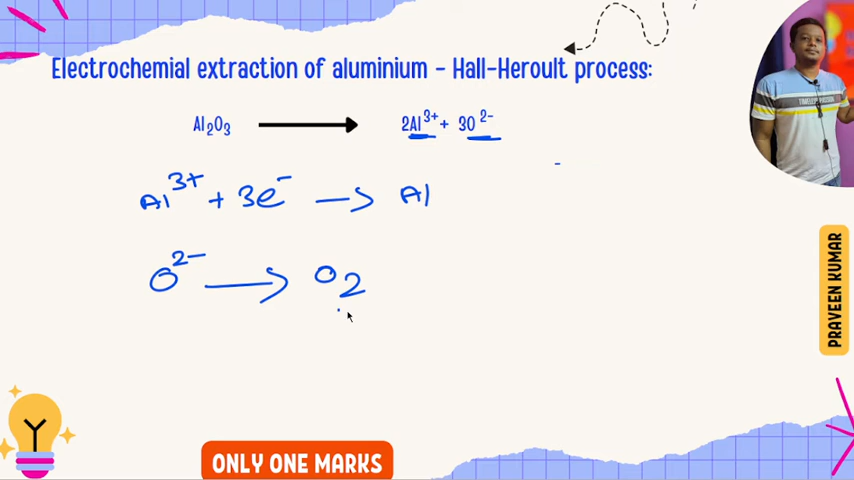 Electrochemial extraction of aluminium - Hall-Heroult process:
Al₂O₃ ⟶ 2Al³⁺ + 3O²⁻
Al³⁺ + 3e⁻ → Al
O²⁻ → O₂
PRAVEEN KUMAR
ONLY ONE MARKS